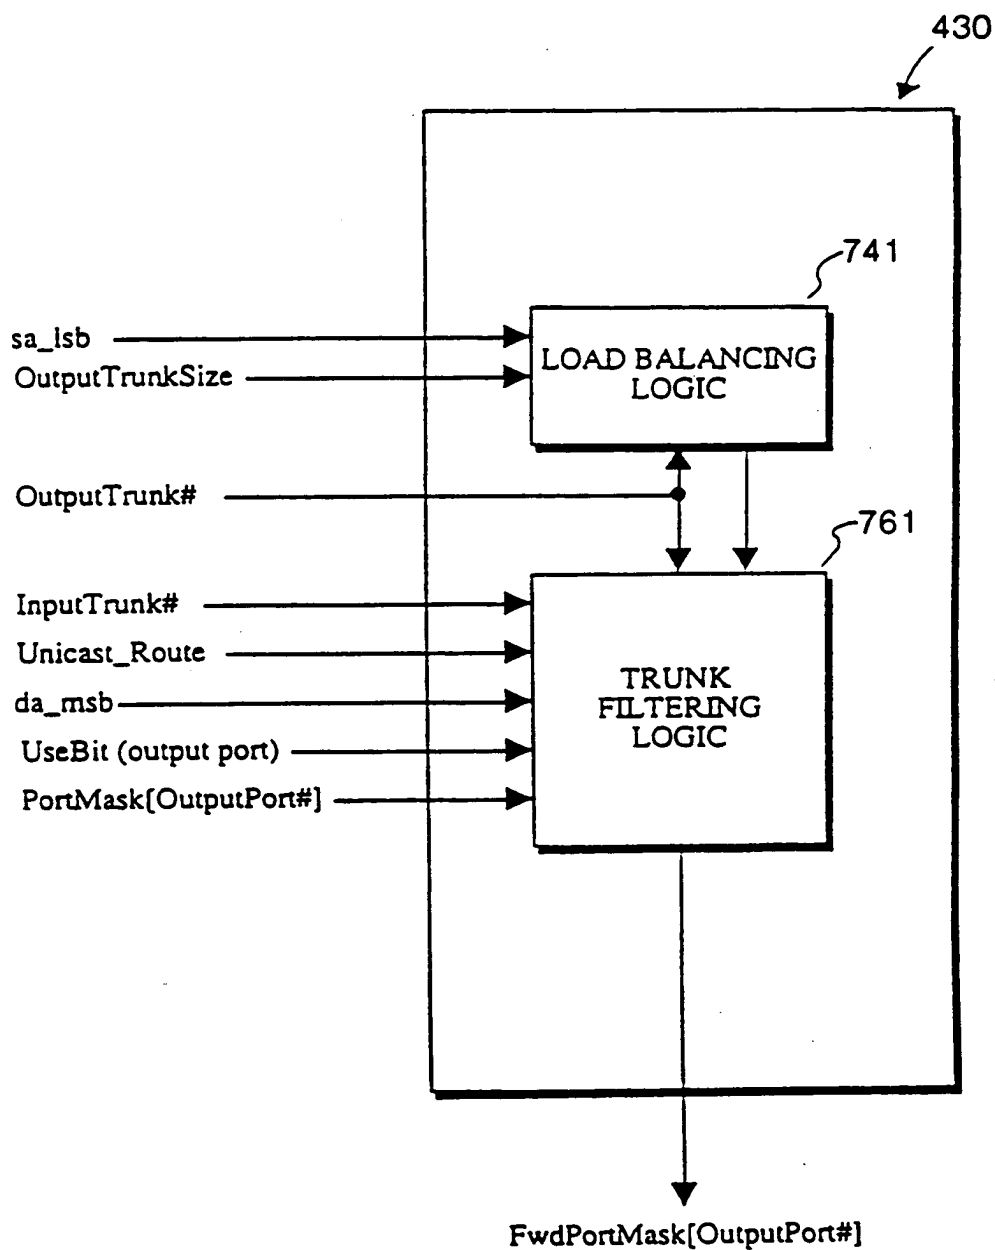 430
741
sa_lsb
OutputTrunkSize
LOAD BALANCING
LOGIC
OutputTrunk#
761
InputTrunk#
Unicast_Route
da_msb
UseBit (output port)
PortMask[OutputPort#]
TRUNK
FILTERING
LOGIC
FwdPortMask[OutputPort#]